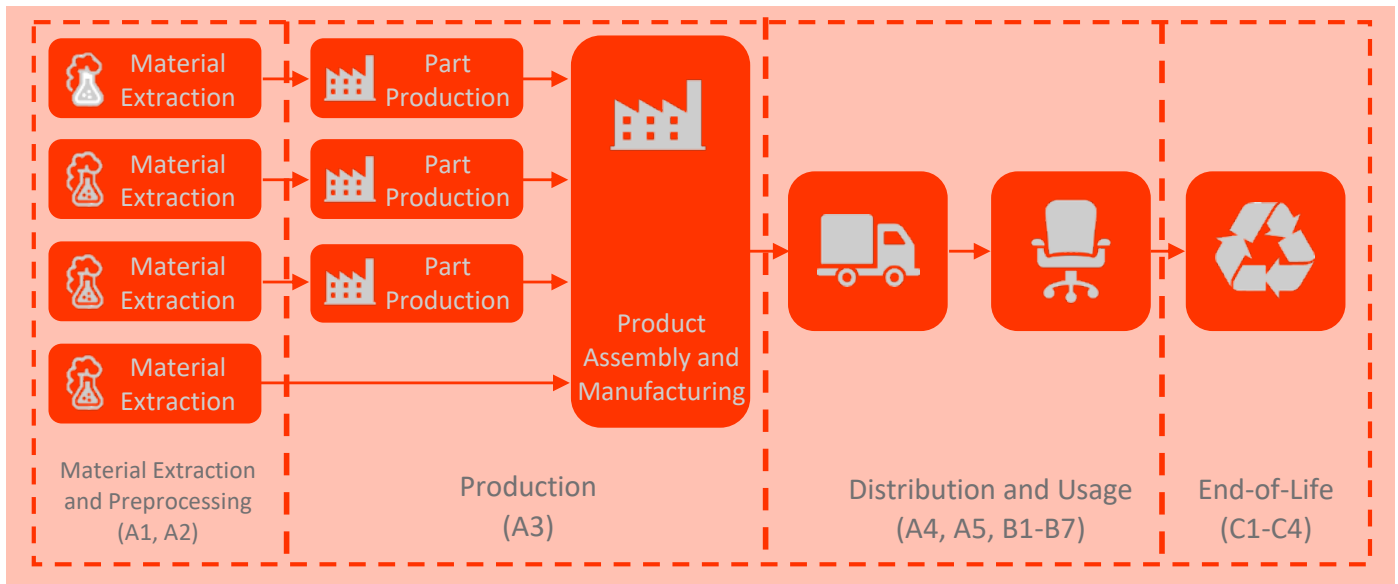 Material
Extraction
Part
Production
Material
Extraction
Part
Production
Material
Extraction
Part
Production
Material
Extraction
Product
Assembly and
Manufacturing
Material Extraction
and Preprocessing
(A1, A2)
Production
(A3)
Distribution and Usage
(A4, A5, B1-B7)
End-of-Life
(C1-C4)